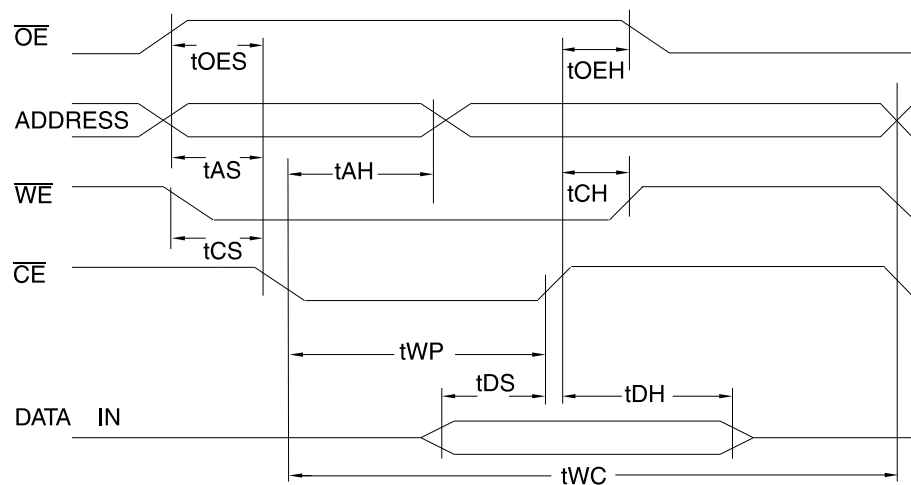 OE
tOES
tOEH
ADDRESS
tAS
tAH
tCH
WE
tCS
CE
tWP
tDS
tDH
DATA IN
tWC